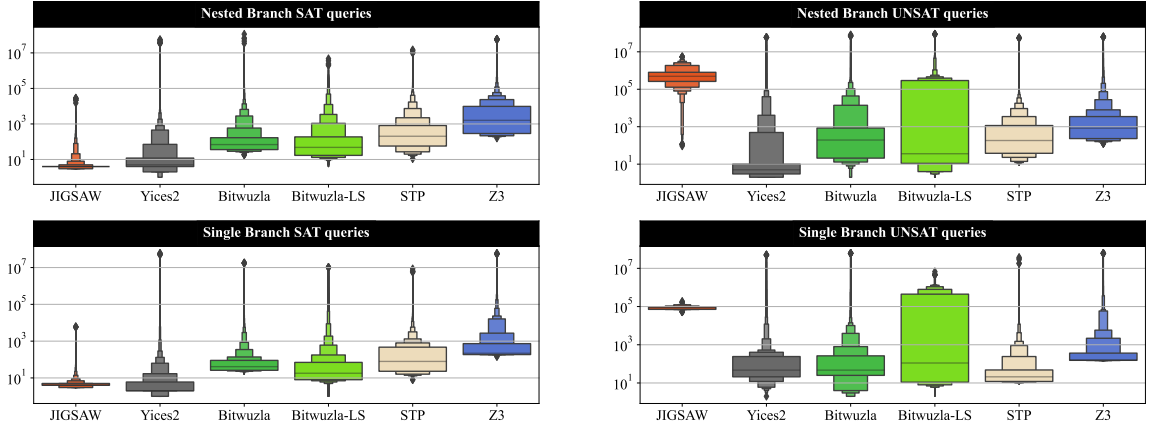 Nested Branch SAT queries
10^7
10^5
10^3
10^1
JIGSAW Yices2 Bitwuzla Bitwuzla-LS STP Z3
Nested Branch UNSAT queries
10^7
10^5
10^3
10^1
JIGSAW Yices2 Bitwuzla Bitwuzla-LS STP Z3
Single Branch SAT queries
10^7
10^5
10^3
10^1
JIGSAW Yices2 Bitwuzla Bitwuzla-LS STP Z3
Single Branch UNSAT queries
10^7
10^5
10^3
10^1
JIGSAW Yices2 Bitwuzla Bitwuzla-LS STP Z3